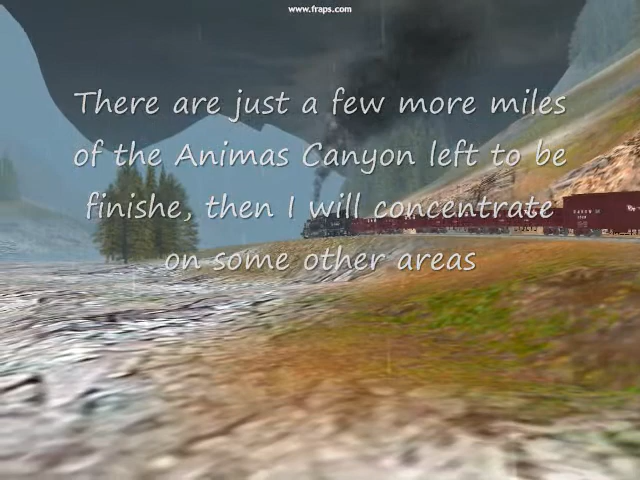 www.fraps.com
There are just a few more miles
of the Animas Canyon left to be
finishe, then I will concentrate
on some other areas